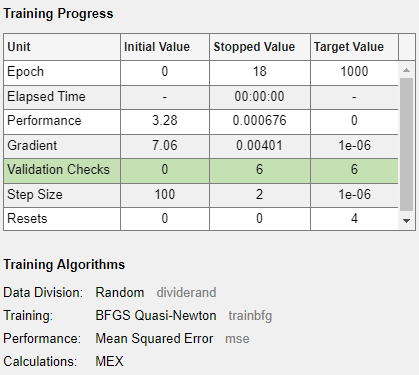 Training Progress
Unit Initial Value Stopped Value Target Value
Epoch 0 18 1000
Elapsed Time - 00:00:00 -
Performance 3.28 0.000676 0
Gradient 7.06 0.00401 1e-06
Validation Checks 0 6 6
Step Size 100 2 1e-06
Resets 0 0 4
Training Algorithms
Data Division: Random dividerand
Training: BFGS Quasi-Newton trainbfg
Performance: Mean Squared Error mse
Calculations: MEX